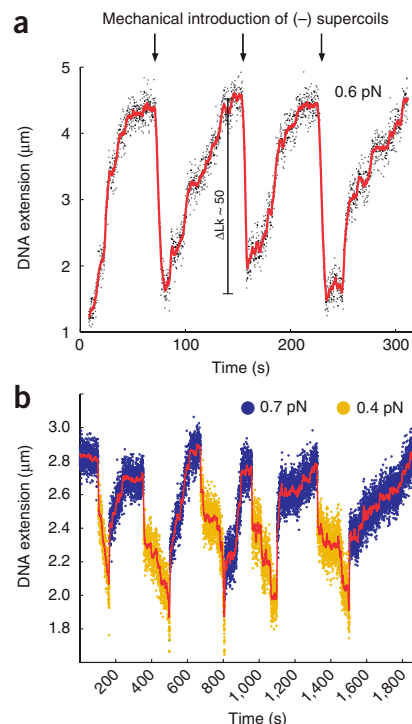 Mechanical introduction of (–) supercoils
a
0.6 pN
5
4
3
2
1
DNA extension (μm)
ΔLk ~ 50
0
100
200
300
Time (s)
b
0.7 pN
0.4 pN
3.0
2.8
2.6
2.4
2.2
2.0
1.8
1.6
DNA extension (μm)
200
400
600
800
1,000
1,200
1,400
1,600
1,800
Time (s)